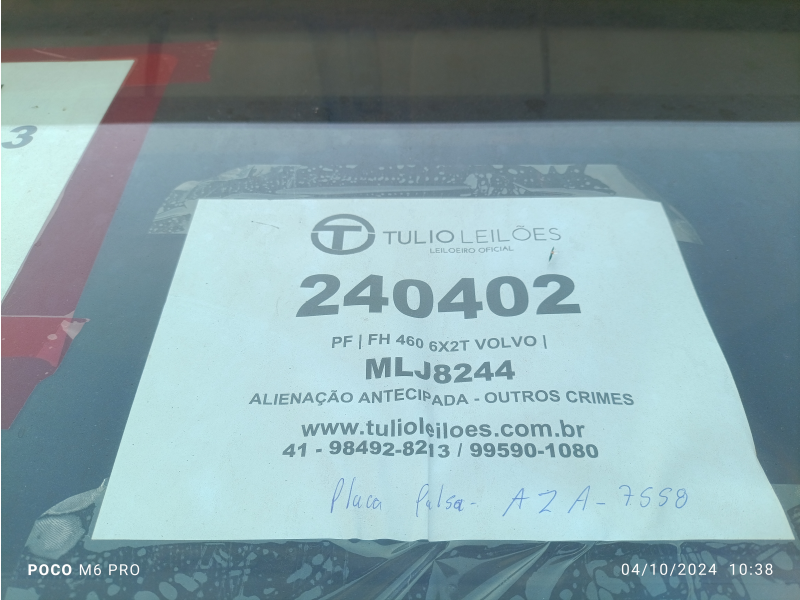 3
T TULIO LEILÕES
LEILOEIRO OFICIAL
240402
PF | FH 460 6X2T VOLVO |
MLJ8244
ALIENAÇÃO ANTECIPADA - OUTROS CRIMES
www.tulioleiloes.com.br
41 - 98492-8213 / 99590-1080
Placa falsa - AZA-7558
POCO M6 PRO
04/10/2024 10:38